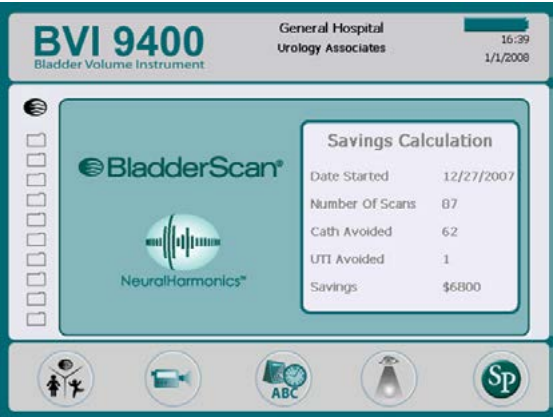 BVI 9400
Bladder Volume Instrument
General Hospital
Urology Associates
16:39
1/1/2008
BladderScan®
NeuralHarmonics™
Savings Calculation
Date Started 12/27/2007
Number Of Scans 87
Cath Avoided 62
UTI Avoided 1
Savings $6800
ABC
SP